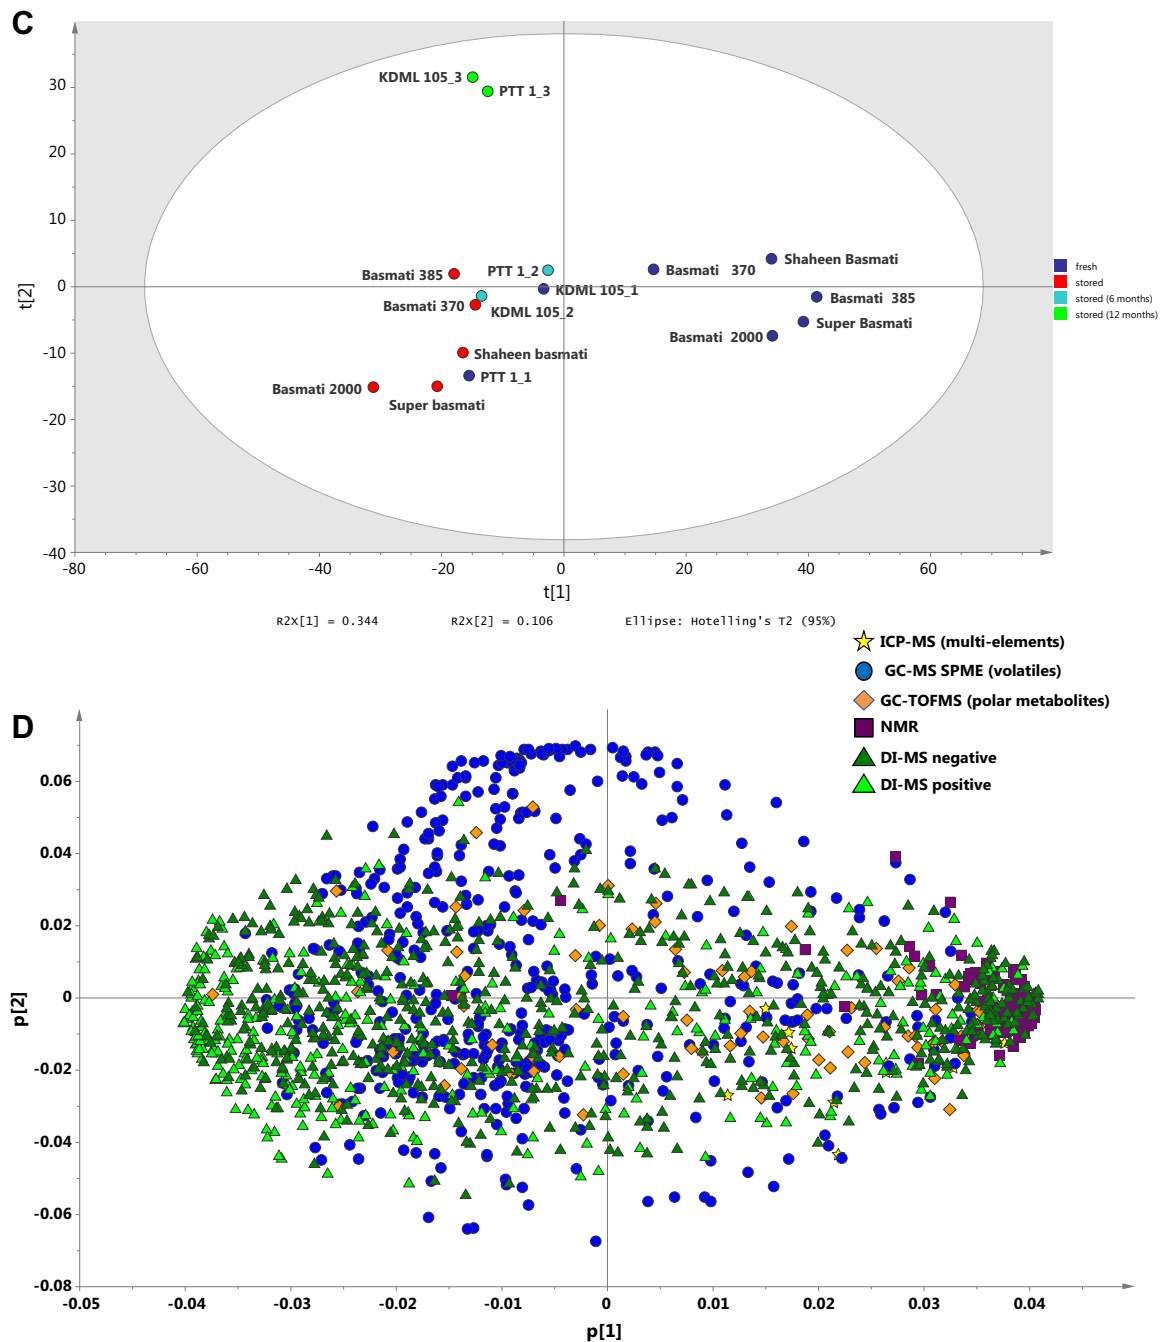 C
30
20
10
0
-10
-20
-30
-40
t[2]
KDML 105_3
PTT 1_3
Basmati 385
PTT 1_2
KDML 105_1
Basmati 370
KDML 105_2
Shaheen basmati
PTT 1_1
Basmati 2000
Super basmati
Basmati 370
Shaheen Basmati
Basmati 385
Super Basmati
Basmati 2000
fresh
stored
stored (6 months)
stored (12 months)
-80 -60 -40 -20 0 20 40 60
t[1]
R2X[1] = 0.344 R2X[2] = 0.106 Ellipse: Hotelling's T2 (95%)
ICP-MS (multi-elements)
GC-MS SPME (volatiles)
GC-TOFMS (polar metabolites)
NMR
DI-MS negative
DI-MS positive
D
0.06
0.04
0.02
0
-0.02
-0.04
-0.06
-0.08
p[2]
-0.05 -0.04 -0.03 -0.02 -0.01 0 0.01 0.02 0.03 0.04
p[1]